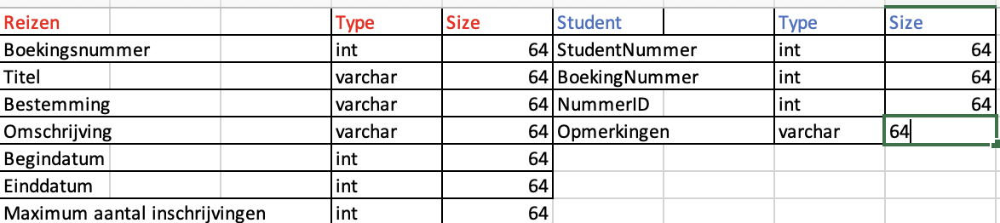 Reizen Type Size Student Type Size
Boekingsnummer int 64 StudentNummer int 64
Titel varchar 64 BoekingNummer int 64
Bestemming varchar 64 NummerID int 64
Omschrijving varchar 64 Opmerkingen varchar 64
Begindatum int 64
Einddatum int 64
Maximum aantal inschrijvingen int 64